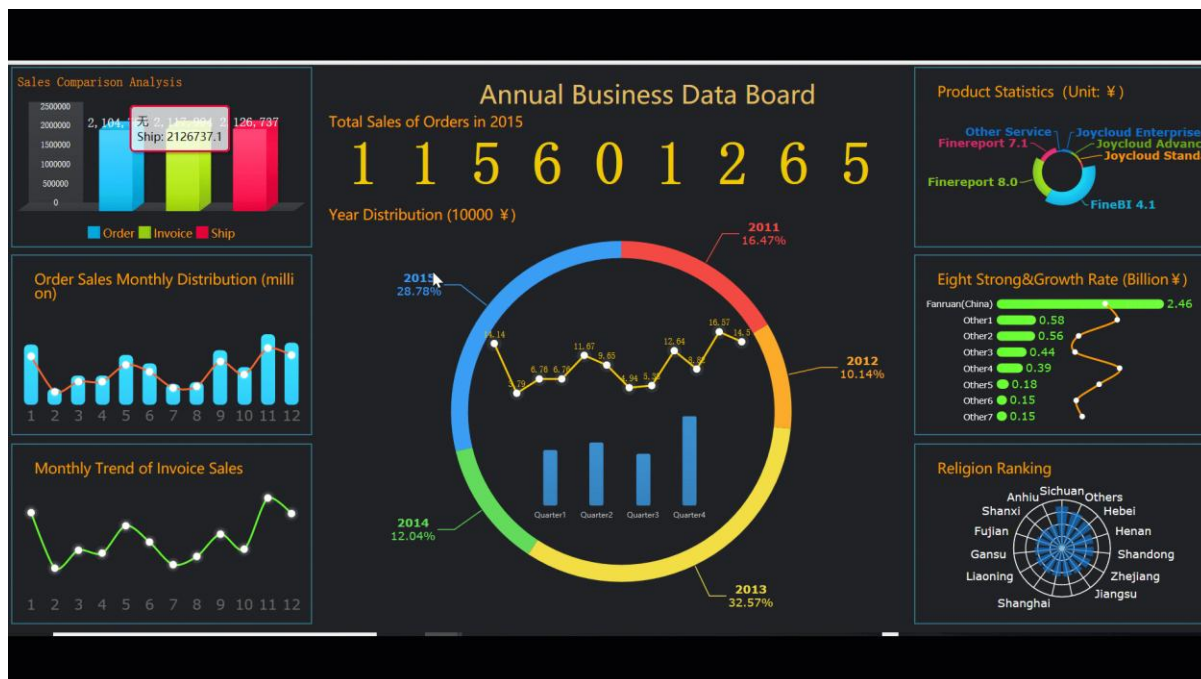 Sales Comparison Analysis
2500000
2000000
1500000
1000000
500000
0
无
Ship: 2126737.1
2,126,737
Order Invoice Ship
Order Sales Monthly Distribution (milli
on)
1 2 3 4 5 6 7 8 9 10 11 12
Monthly Trend of Invoice Sales
1 2 3 4 5 6 7 8 9 10 11 12
Annual Business Data Board
Total Sales of Orders in 2015
1 1 5 6 0 1 2 6 5
Year Distribution (10000 ¥)
2011
16.47%
2012
10.14%
2013
32.57%
2014
12.04%
2015
28.78%
6.76
11.67
9.65
4.94
12.64
16.57
14.5
Quarter1 Quarter2 Quarter3 Quarter4
Product Statistics (Unit: ¥)
Other Service
Joycloud Enterprise
Finereport 7.1
Joycloud Advanc
Joycloud Stand
Finereport 8.0
FineBI 4.1
Eight Strong&Growth Rate (Billion¥)
Fanruan(China) 2.46
Other1 0.58
Other2 0.56
Other3 0.44
Other4 0.39
Other5 0.18
Other6 0.15
Other7 0.15
Religion Ranking
Sichuan
Anhiu
Others
Shanxi
Hebei
Fujian
Henan
Gansu
Shandong
Liaoning
Zhejiang
Shanghai
Jiangsu